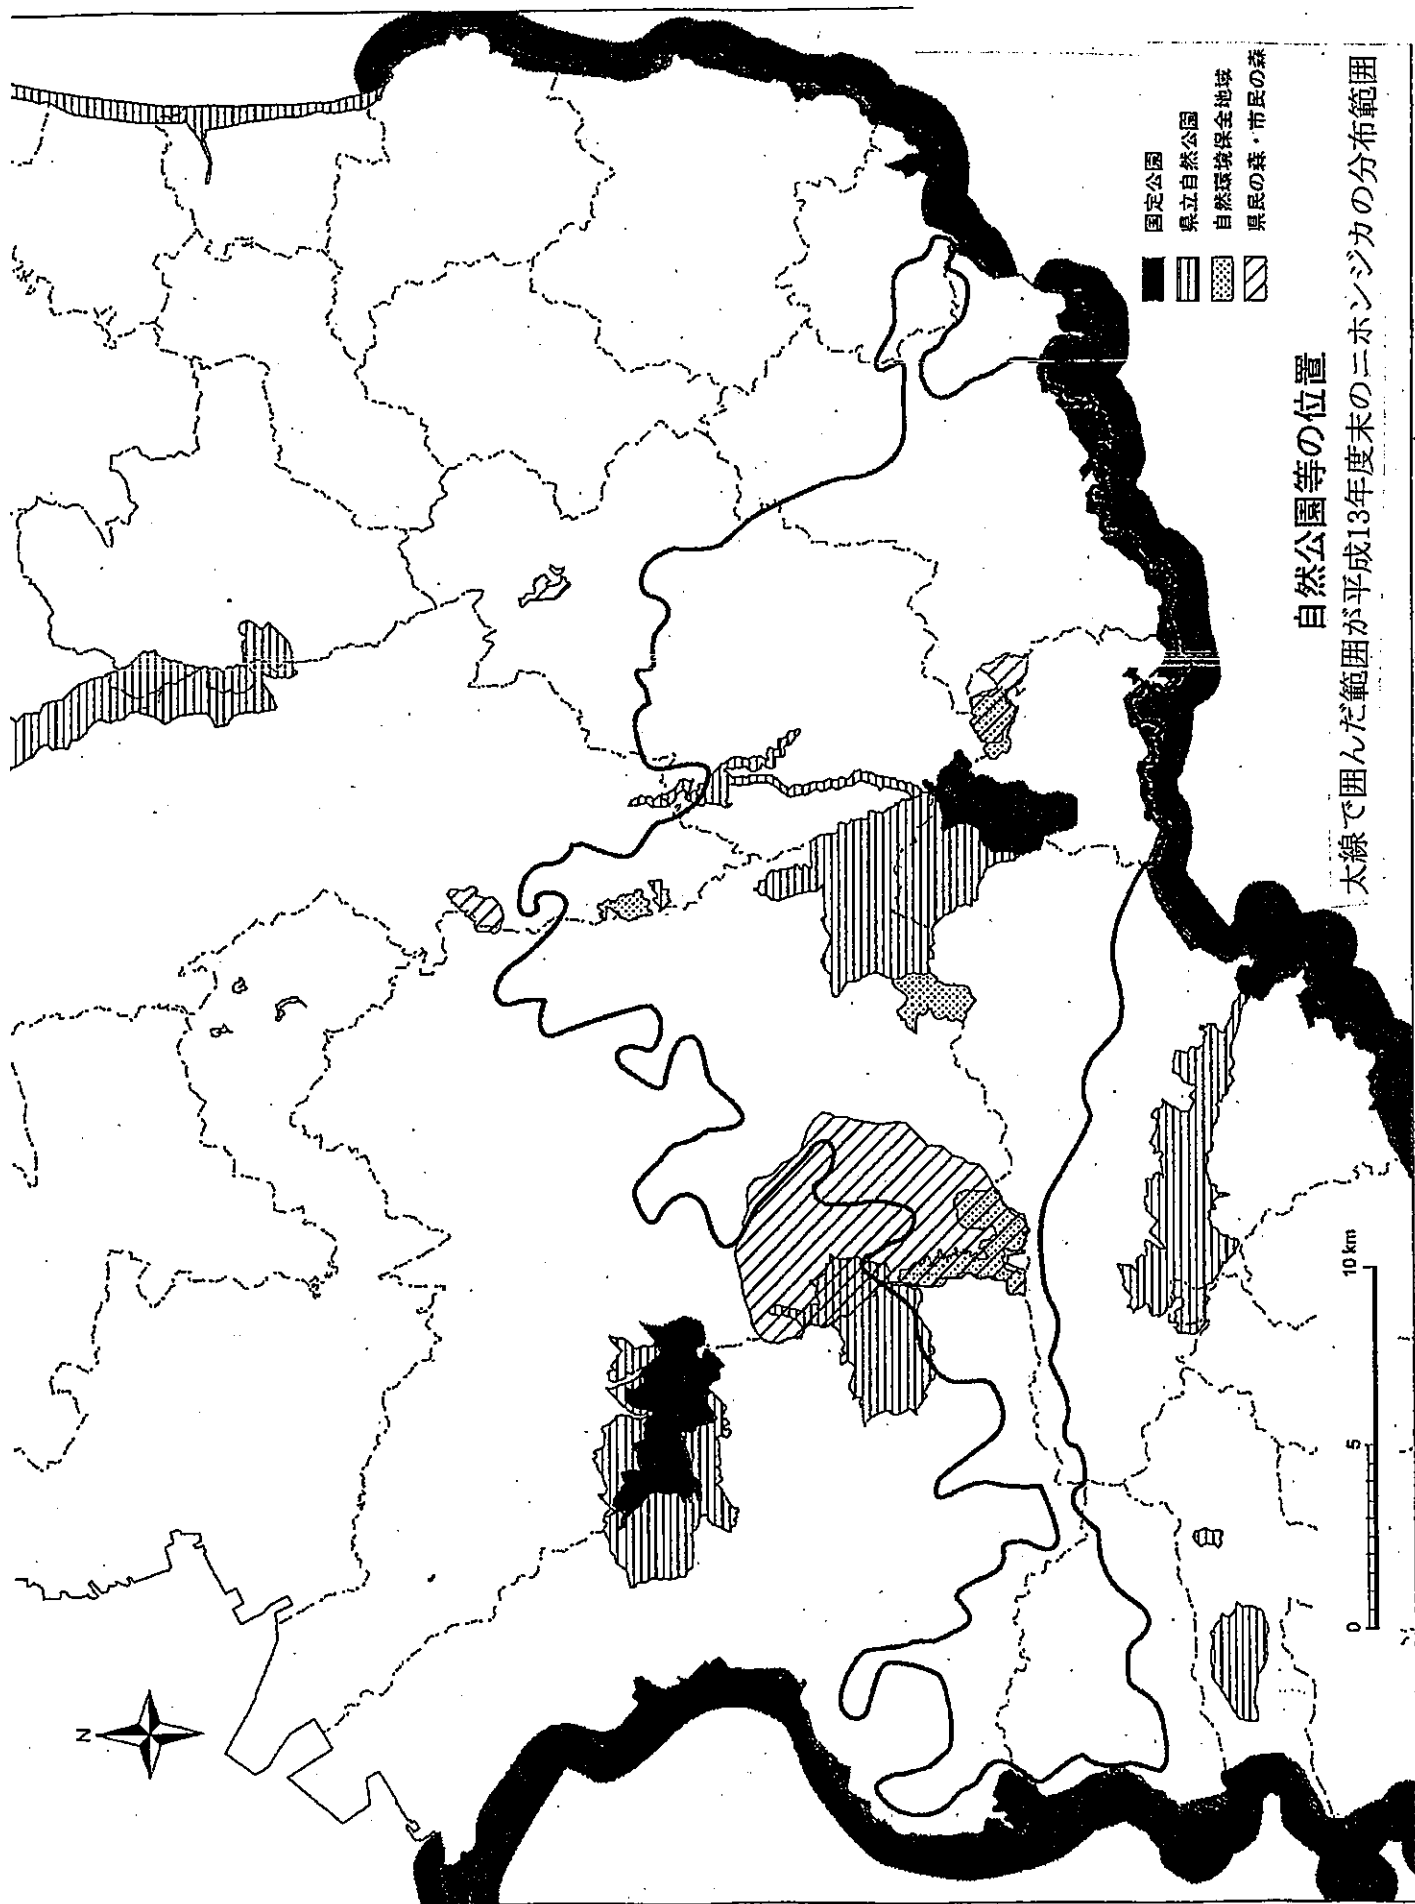 N
国定公園
県立自然公園
自然環境保全地域
県民の森・市民の森
自然公園等の位置
太線で囲んだ範囲が平成13年度末のニホンジカの分布範囲
0 5 10 km